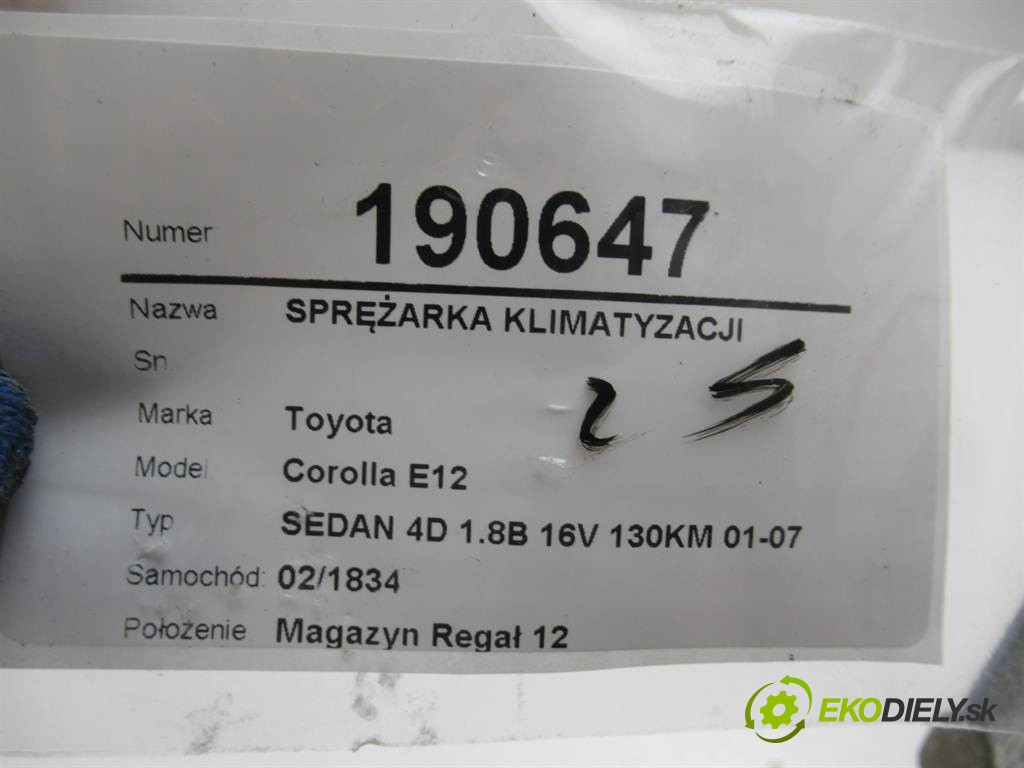 Numer 190647
Nazwa SPRĘŻARKA KLIMATYZACJI
Sn
25
Marka Toyota
Model Corolla E12
Typ SEDAN 4D 1.8B 16V 130KM 01-07
Samochód: 02/1834
Położenie Magazyn Regał 12
EKODIELY.sk